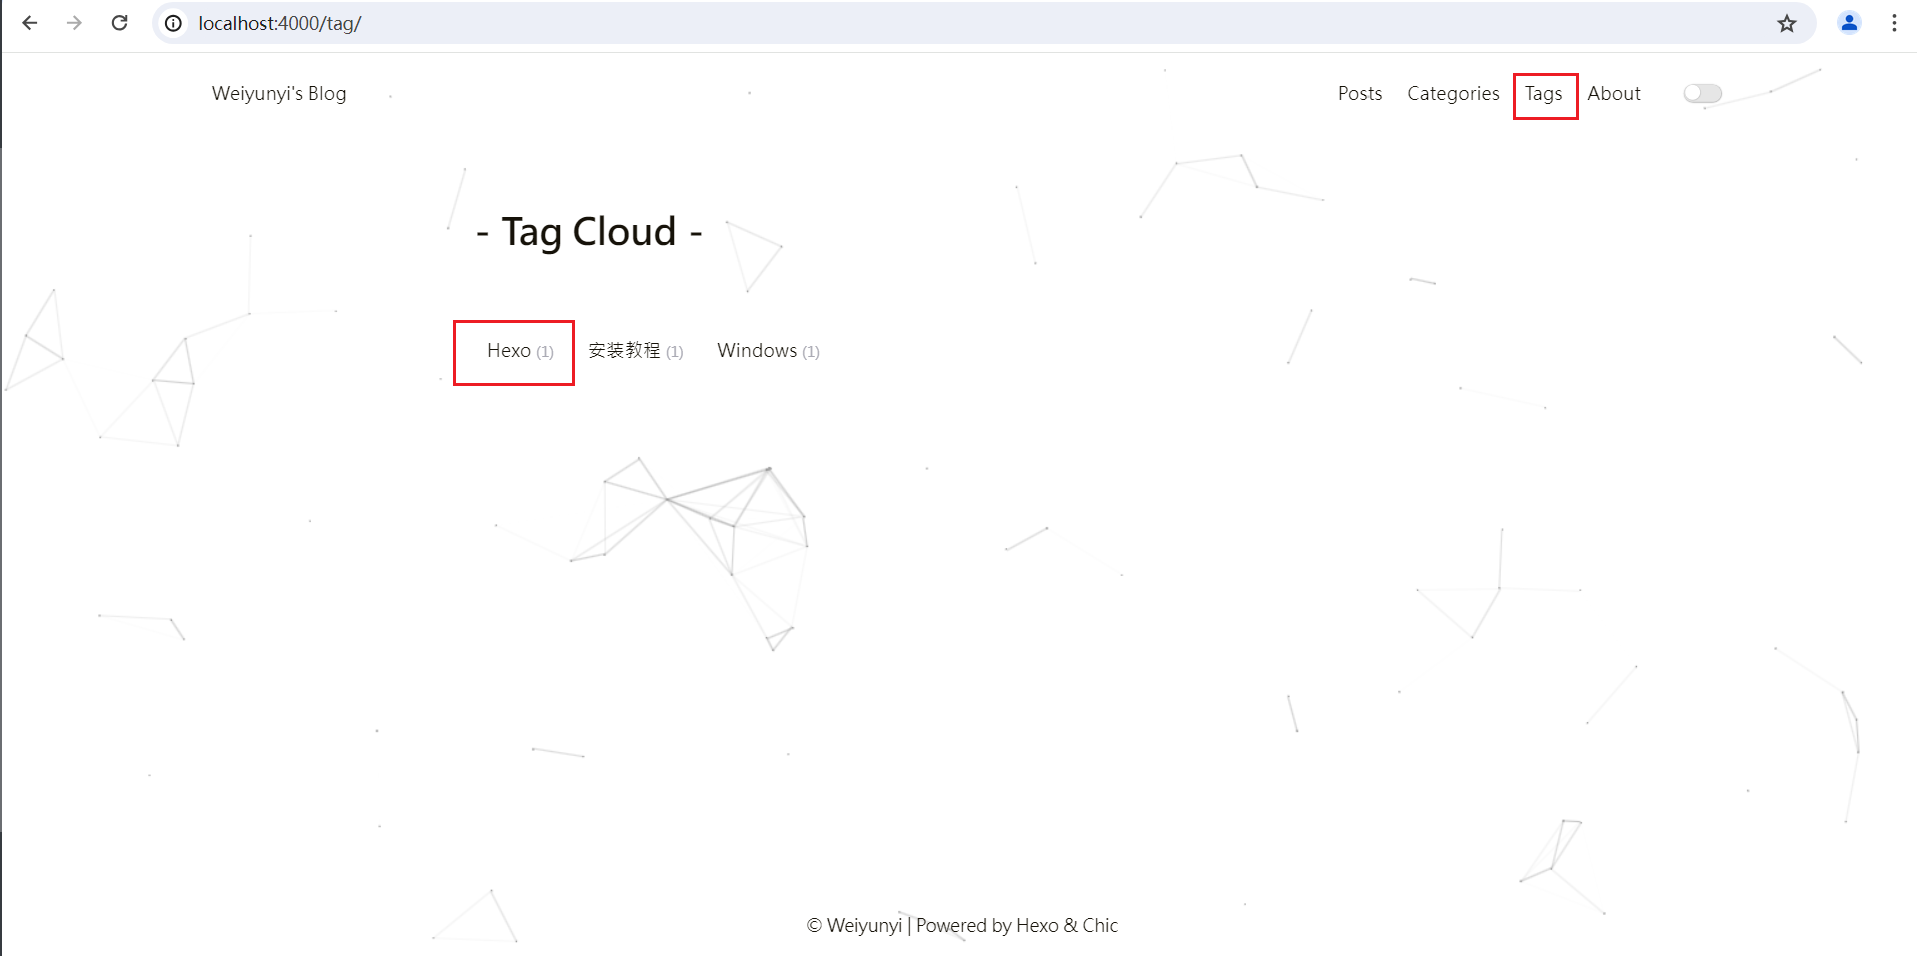 localhost:4000/tag/
Weiyunyi's Blog Posts Categories Tags About
- Tag Cloud -
Hexo (1) 安装教程 (1) Windows (1)
© Weiyunyi | Powered by Hexo & Chic